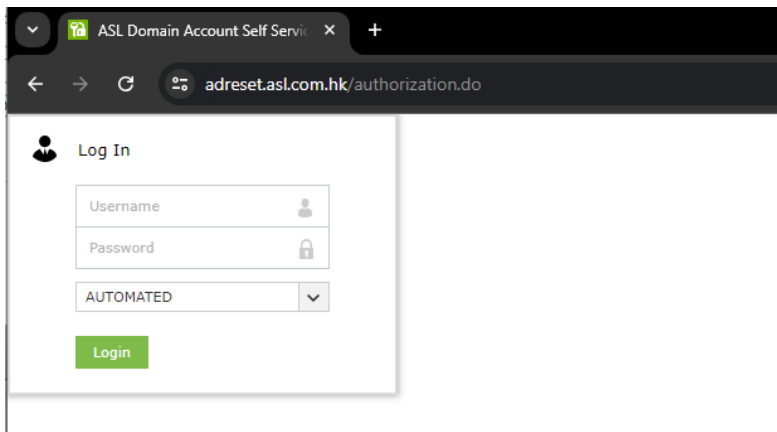 ASL Domain Account Self Servic
adreset.asl.com.hk/authorization.do
Log In
Username
Password
AUTOMATED
Login